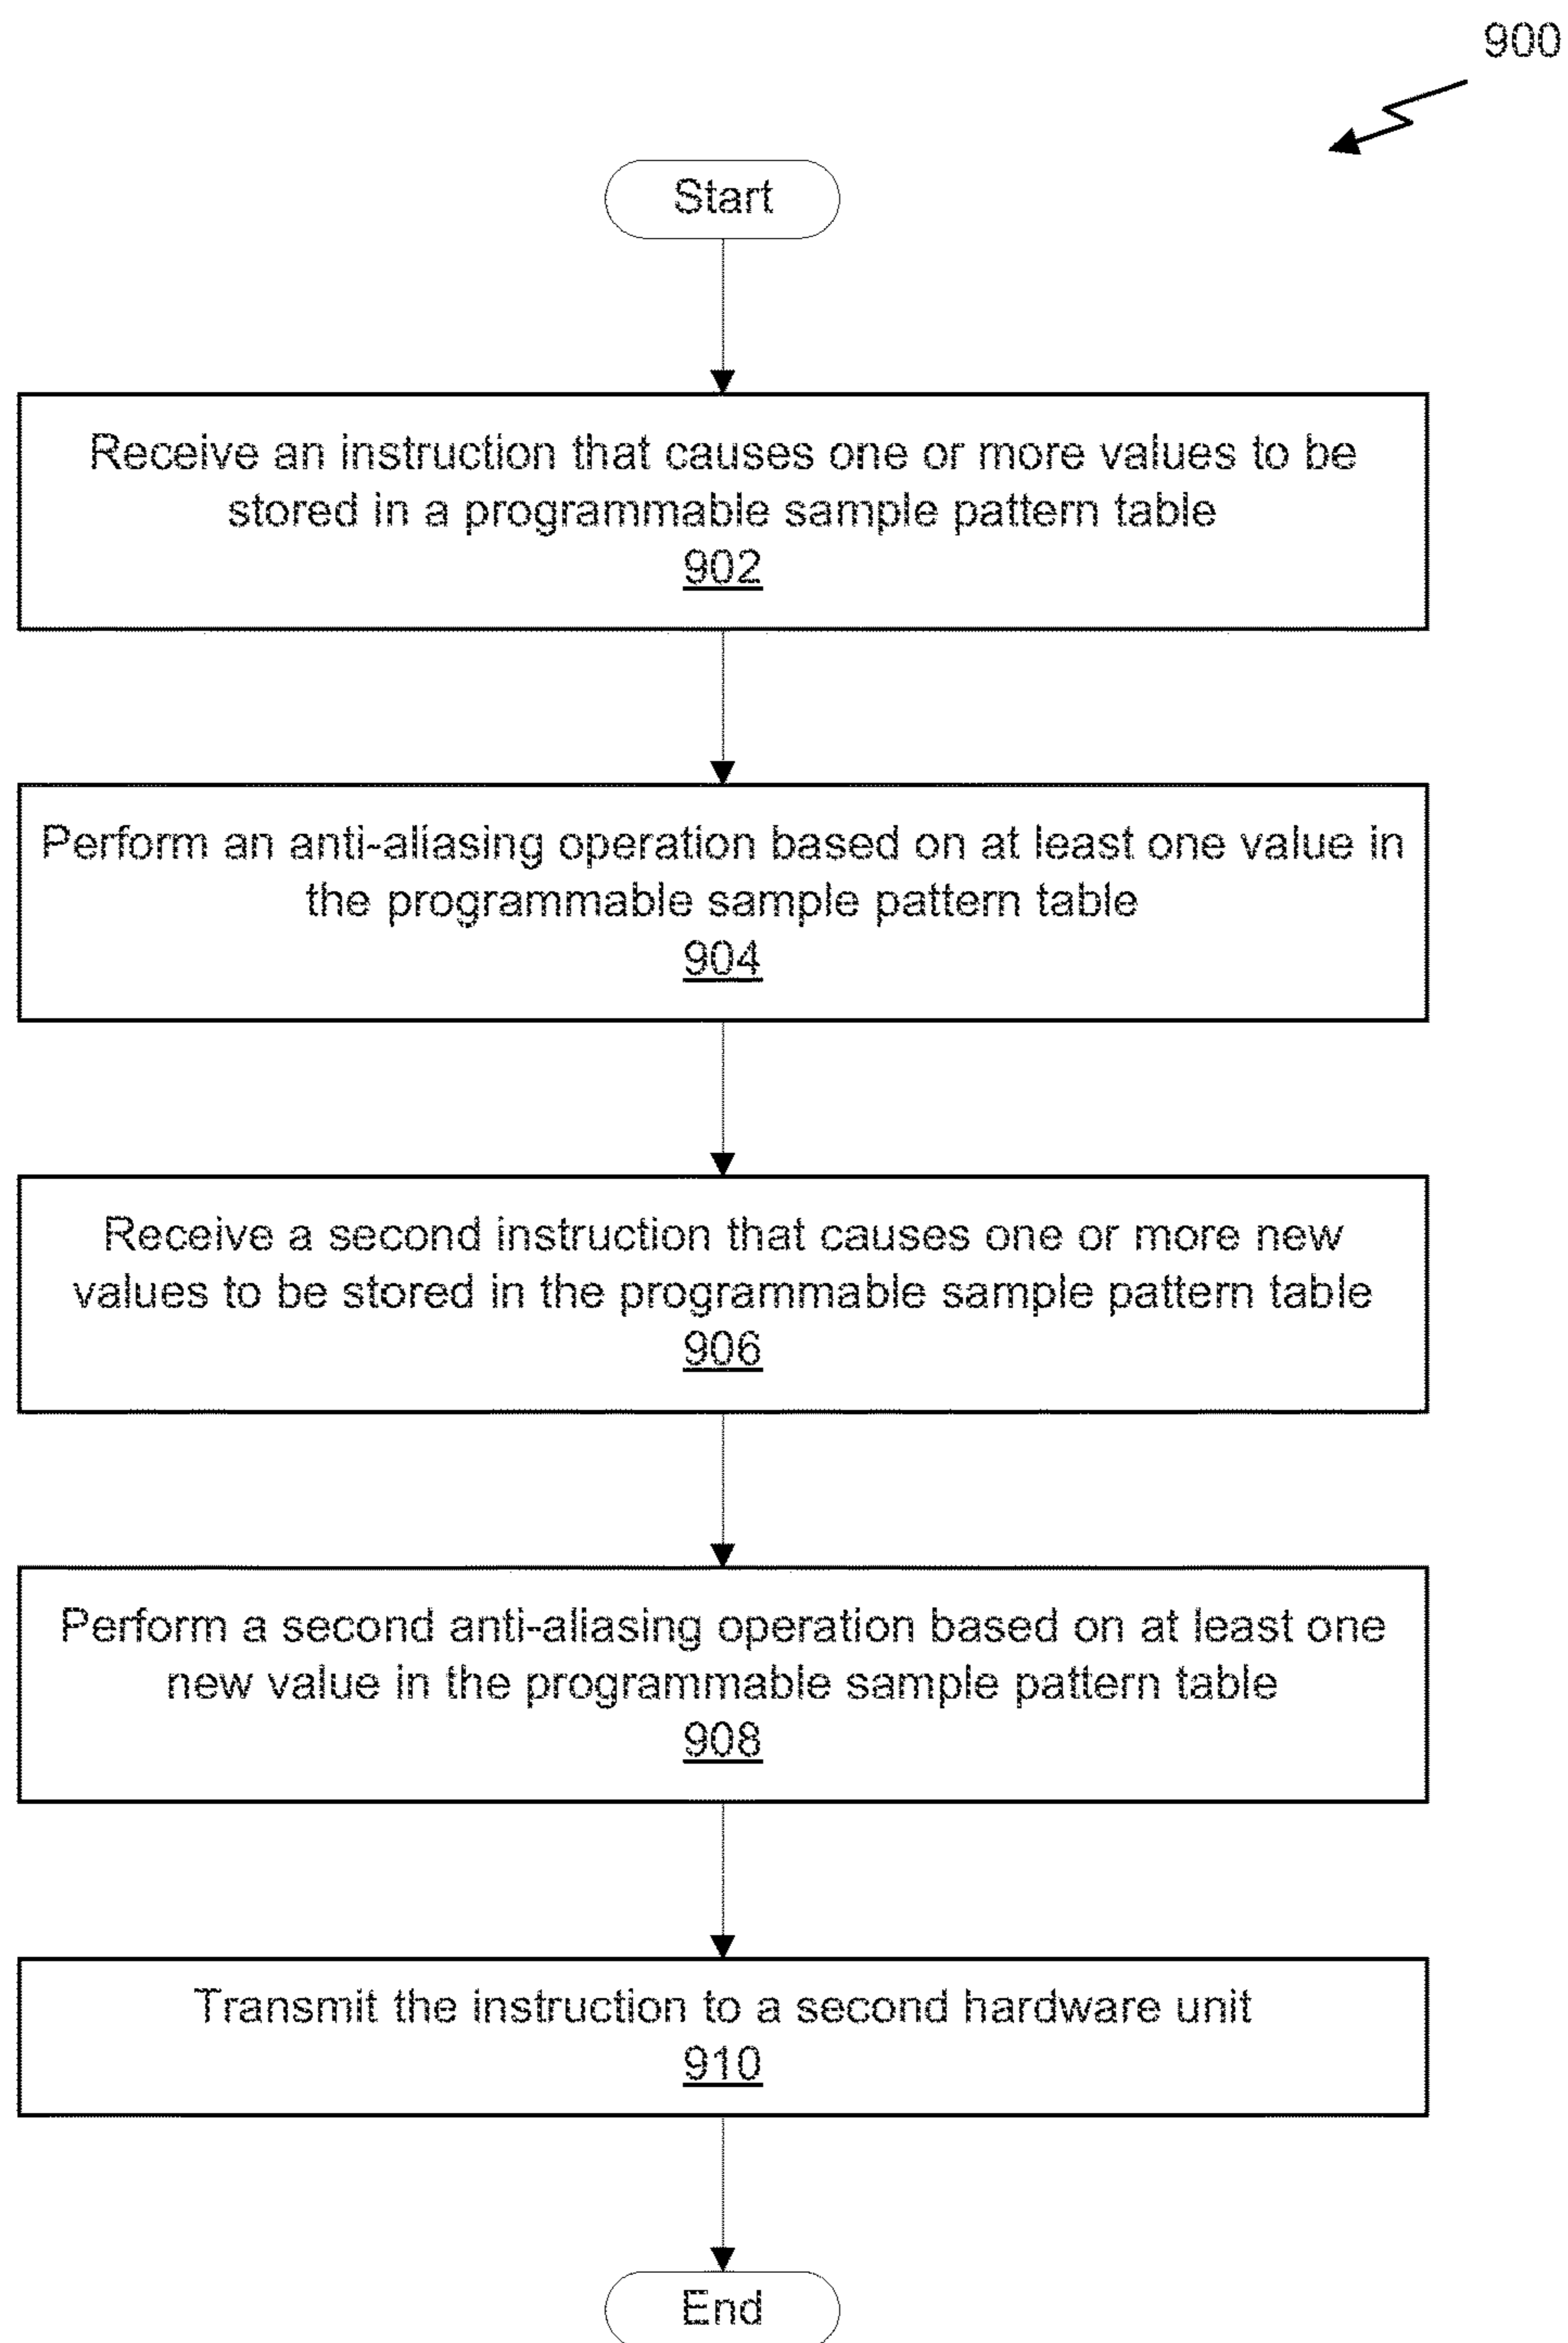 900
Start
Receive an instruction that causes one or more values to be
stored in a programmable sample pattern table
902
Perform an anti-aliasing operation based on at least one value in
the programmable sample pattern table
904
Receive a second instruction that causes one or more new
values to be stored in the programmable sample pattern table
906
Perform a second anti-aliasing operation based on at least one
new value in the programmable sample pattern table
908
Transmit the instruction to a second hardware unit
910
End